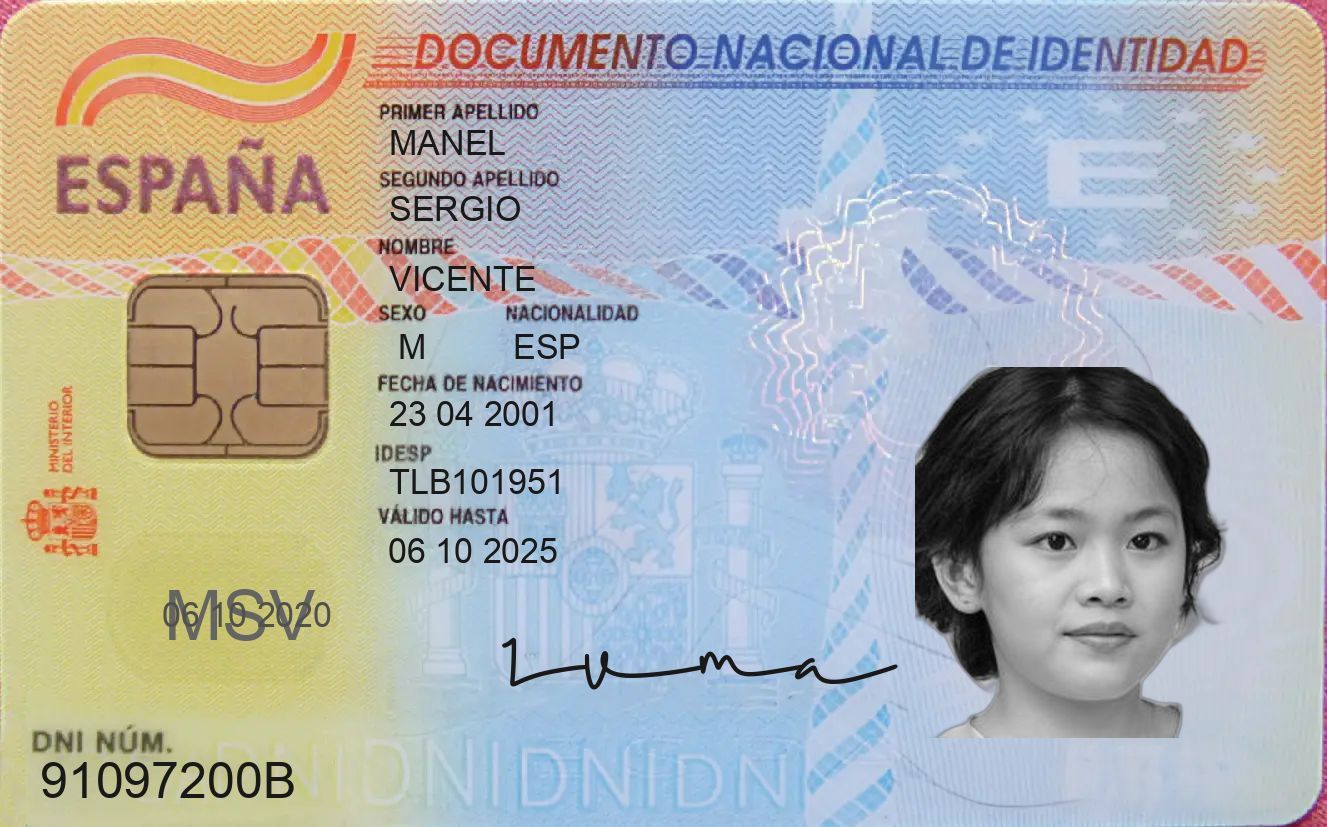 DOCUMENTO NACIONAL DE IDENTIDAD
ESPAÑA
PRIMER APELLIDO
MANEL
SEGUNDO APELLIDO
SERGIO
NOMBRE
VICENTE
SEXO NACIONALIDAD
M ESP
FECHA DE NACIMIENTO
23 04 2001
IDESP
TLB101951
VÁLIDO HASTA
06 10 2025
MINISTERIO
DEL INTERIOR
E
06 10 2020
MSV
Luma
DNI NÚM.
91097200B
DNIDNIDNIDNI